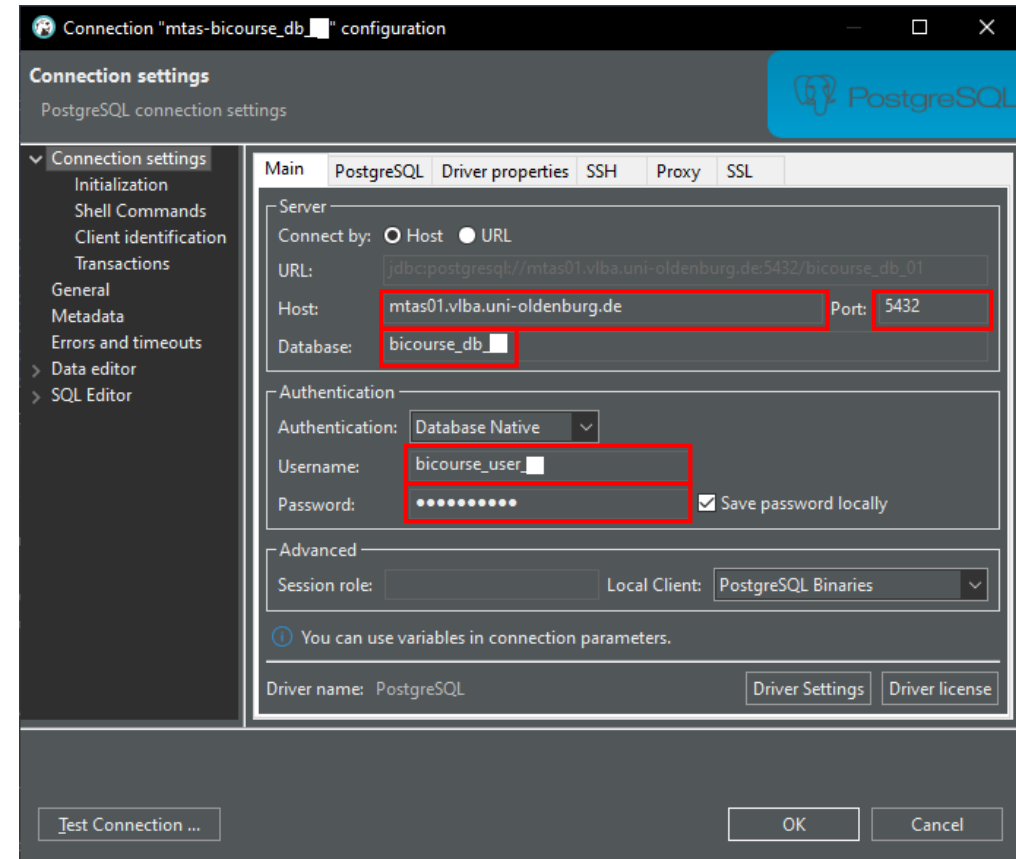 Connection "mtas-bicourse_db_ " configuration
Connection settings
PostgreSQL connection settings
PostgreSQL
Connection settings
Initialization
Shell Commands
Client identification
Transactions
General
Metadata
Errors and timeouts
Data editor
SQL Editor
Main PostgreSQL Driver properties SSH Proxy SSL
Server
Connect by: Host URL
URL: jdbc:postgresql://mtas01.vlba.uni-oldenburg.de:5432/bicourse_db_01
Host: mtas01.vlba.uni-oldenburg.de Port: 5432
Database: bicourse_db_
Authentication
Authentication: Database Native
Username: bicourse_user_
Password: •••••••••• Save password locally
Advanced
Session role: Local Client: PostgreSQL Binaries
You can use variables in connection parameters.
Driver name: PostgreSQL Driver Settings Driver license
Test Connection ... OK Cancel